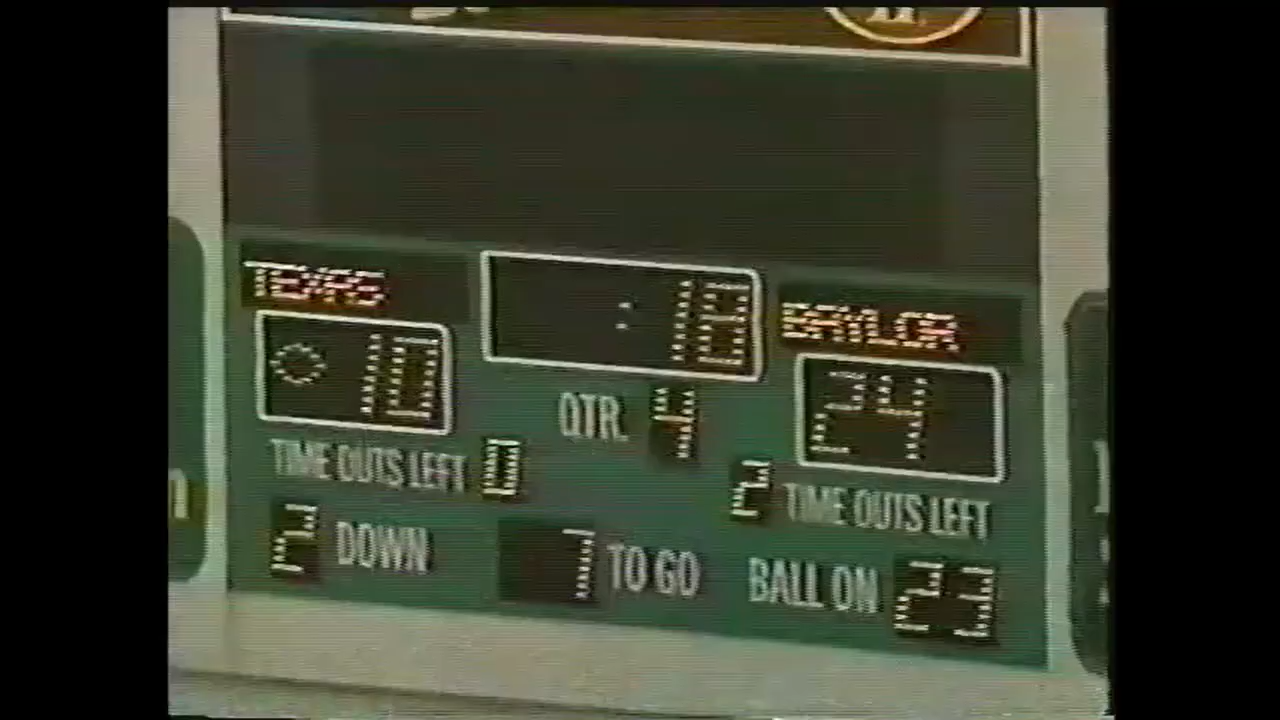 TEXAS :18 BAYLOR
10 QTR. 4 24
TIME OUTS LEFT 0 2 TIME OUTS LEFT
2 DOWN 7 TO GO BALL ON 23